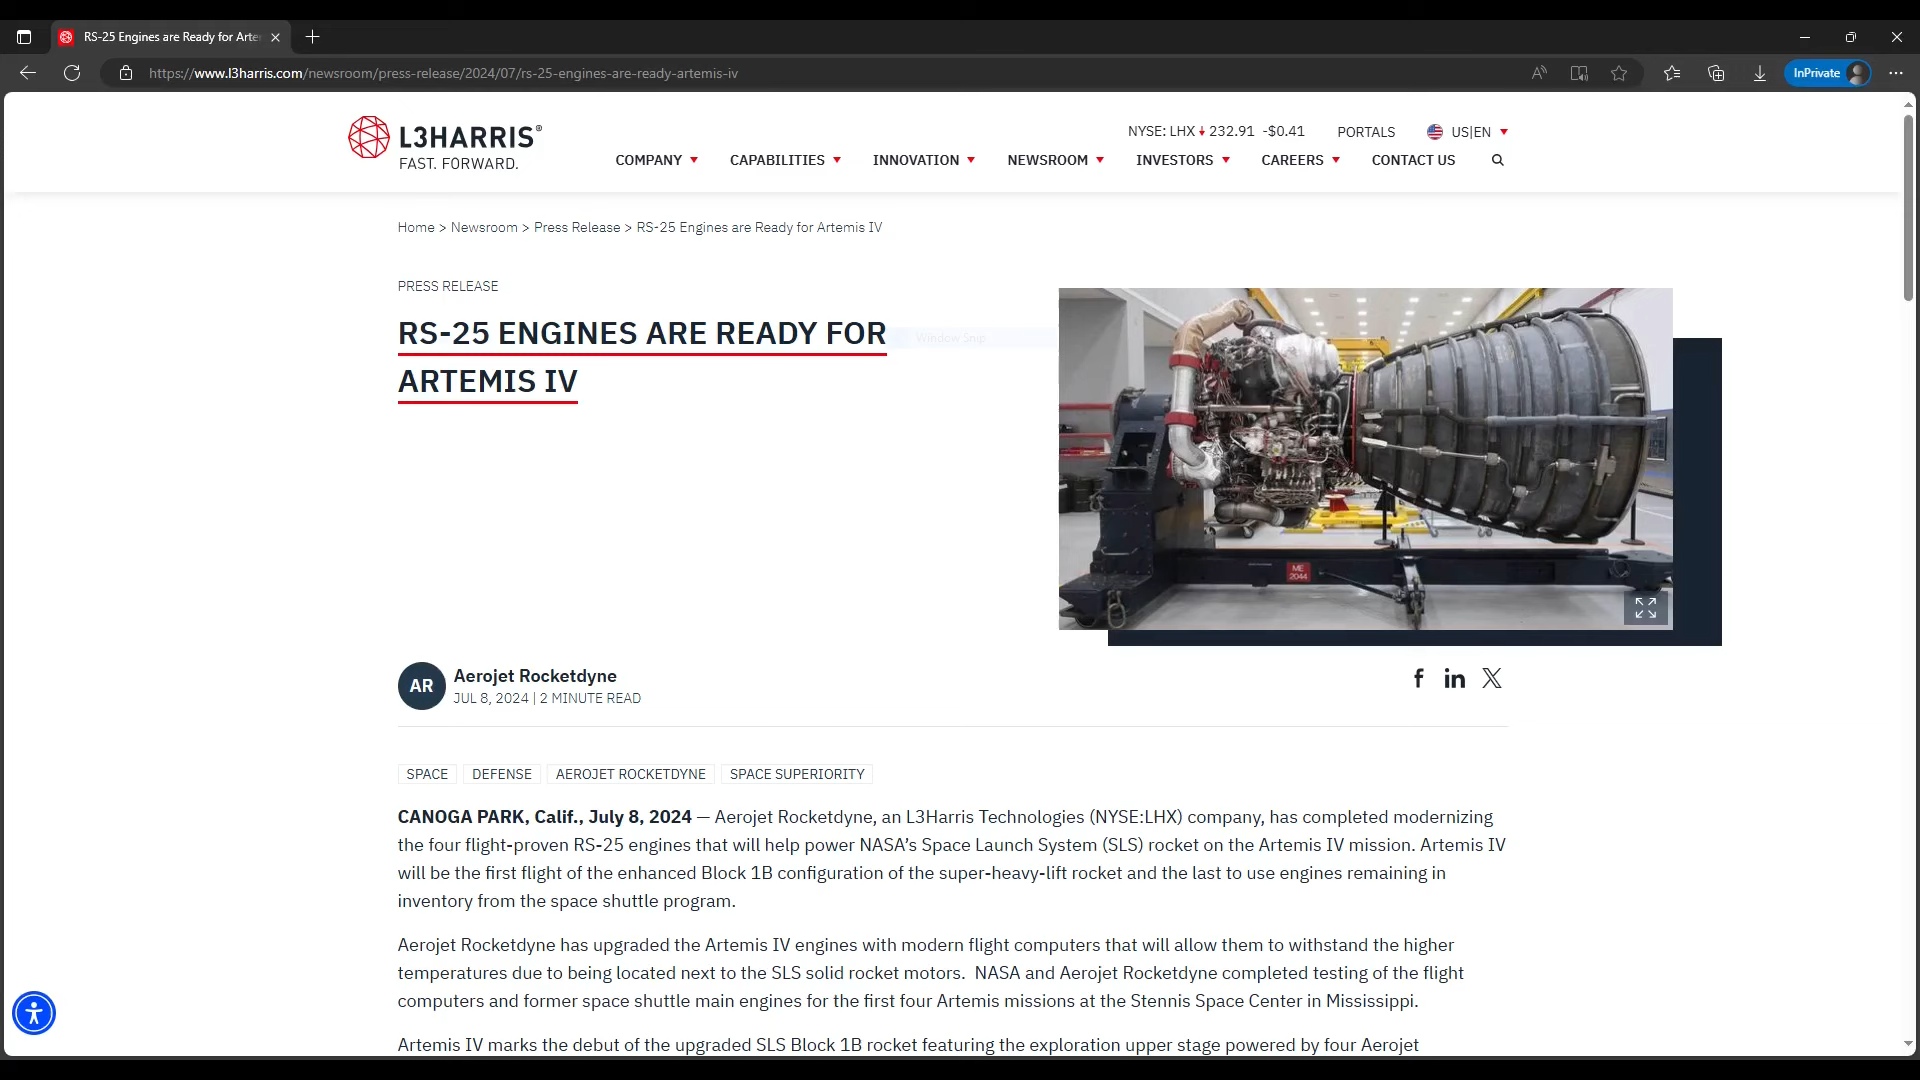 RS-25 Engines are Ready for Arte
https://www.l3harris.com/newsroom/press-release/2024/07/rs-25-engines-are-ready-artemis-iv
InPrivate
L3HARRIS®
FAST. FORWARD.
NYSE: LHX 232.91 -$0.41 PORTALS US|EN
COMPANY CAPABILITIES INNOVATION NEWSROOM INVESTORS CAREERS CONTACT US
Home > Newsroom > Press Release > RS-25 Engines are Ready for Artemis IV
PRESS RELEASE
RS-25 ENGINES ARE READY FOR
ARTEMIS IV
Window Snip
ME
2044
AR
Aerojet Rocketdyne
JUL 8, 2024 | 2 MINUTE READ
SPACE DEFENSE AEROJET ROCKETDYNE SPACE SUPERIORITY
CANOGA PARK, Calif., July 8, 2024 — Aerojet Rocketdyne, an L3Harris Technologies (NYSE:LHX) company, has completed modernizing
the four flight-proven RS-25 engines that will help power NASA’s Space Launch System (SLS) rocket on the Artemis IV mission. Artemis IV
will be the first flight of the enhanced Block 1B configuration of the super-heavy-lift rocket and the last to use engines remaining in
inventory from the space shuttle program.
Aerojet Rocketdyne has upgraded the Artemis IV engines with modern flight computers that will allow them to withstand the higher
temperatures due to being located next to the SLS solid rocket motors.  NASA and Aerojet Rocketdyne completed testing of the flight
computers and former space shuttle main engines for the first four Artemis missions at the Stennis Space Center in Mississippi.
Artemis IV marks the debut of the upgraded SLS Block 1B rocket featuring the exploration upper stage powered by four Aerojet